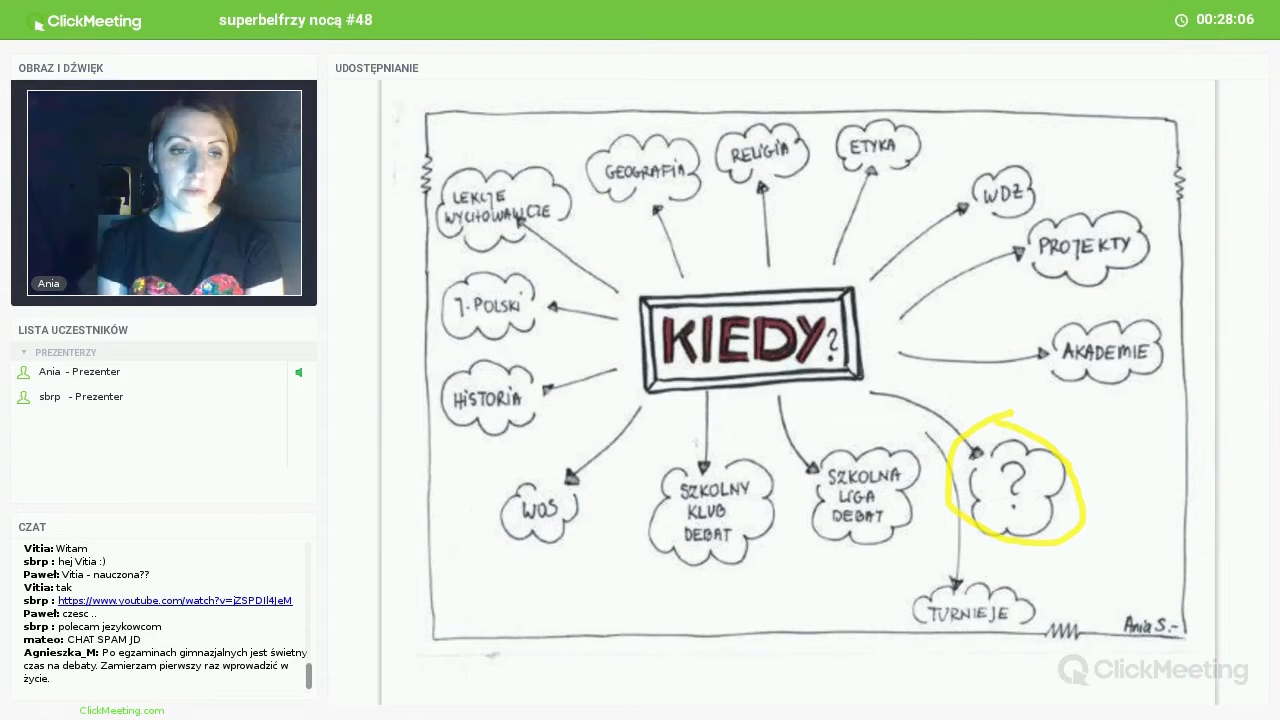 ClickMeeting
superbelfrzy nocą #48
00:28:06
OBRAZ I DŹWIĘK
Ania
LISTA UCZESTNIKÓW
PREZENTERZY
Ania - Prezenter
sbrp - Prezenter
CZAT
Vitia: Witam
sbrp : hej Vitia :)
Paweł: Vitia - nauczona??
Vitia: tak
sbrp : https://www.youtube.com/watch?v=jZSPDIl4JeM
Paweł: czesc ..
sbrp : polecam jezykowcom
mateo: CHAT SPAM JD
Agnieszka_M: Po egzaminach gimnazjalnych jest świetny
czas na debaty. Zamierzam pierwszy raz wprowadzić w
życie.
ClickMeeting.com
UDOSTĘPNIANIE
LEKCJE
WYCHOWAWCZE
GEOGRAFIA
RELIGIA
ETYKA
WDŻ
PROJEKTY
J. POLSKI
KIEDY?
AKADEMIE
HISTORIA
WOS
SZKOLNY
KLUB
DEBAT
SZKOLNA
LIGA
DEBAT
?
TURNIEJE
Ania S.-
ClickMeeting